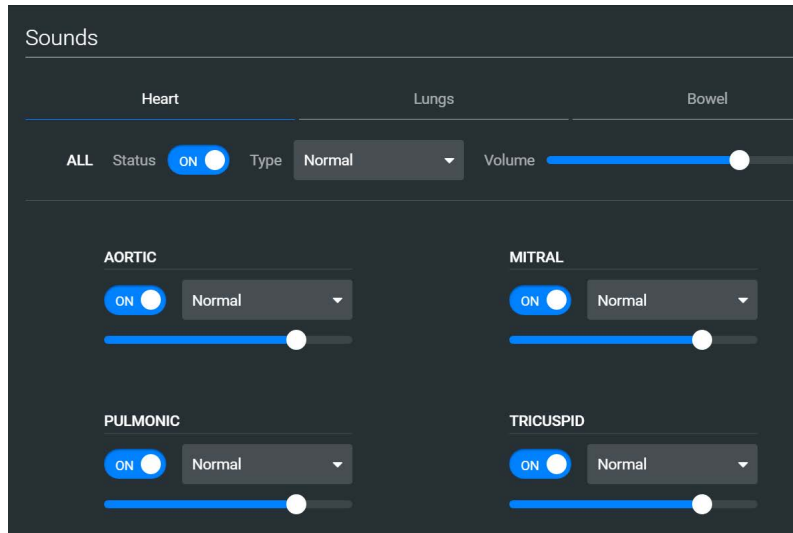 Sounds
Heart Lungs Bowel
ALL Status ON Type Normal Volume
AORTIC MITRAL
ON Normal ON Normal
PULMONIC TRICUSPID
ON Normal ON Normal